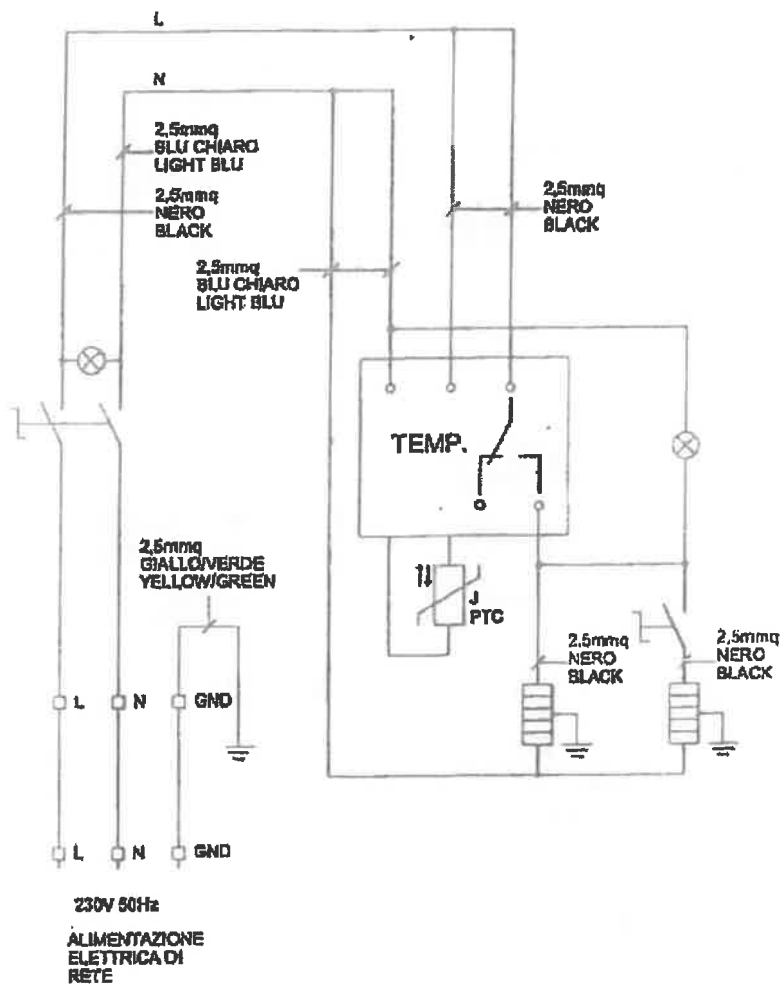 L
N
2,5mmq
BLU CHIARO
LIGHT BLU
2,5mmq
NERO
BLACK
2,5mmq
NERO
BLACK
2,5mmq
BLU CHIARO
LIGHT BLU
TEMP.
2,5mmq
GIALLO/VERDE
YELLOW/GREEN
J
PTC
2,5mmq
NERO
BLACK
2,5mmq
NERO
BLACK
L N GND
L N GND
230V 50Hz
ALIMENTAZIONE
ELETTRICA DI
RETE